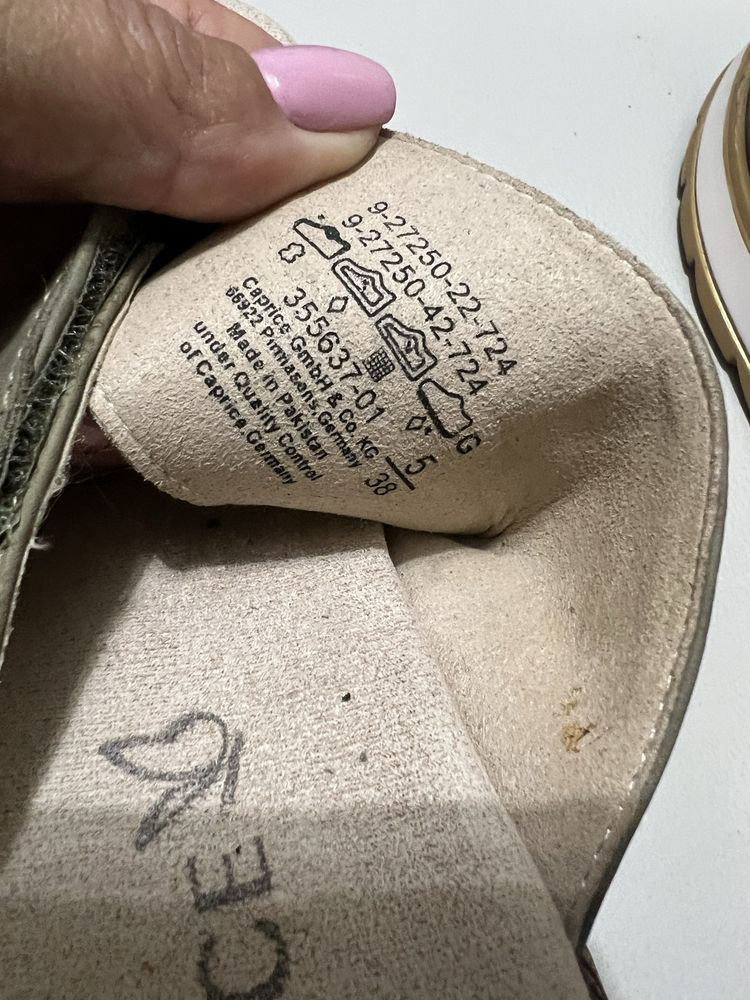 9-27250-22-724
9-27250-42-724
G
355637-01
5
38
Caprice GmbH & Co. KG
66922 Pirmasens, Germany
Made in Pakistan
under Quality Control
of Caprice Germany
CE